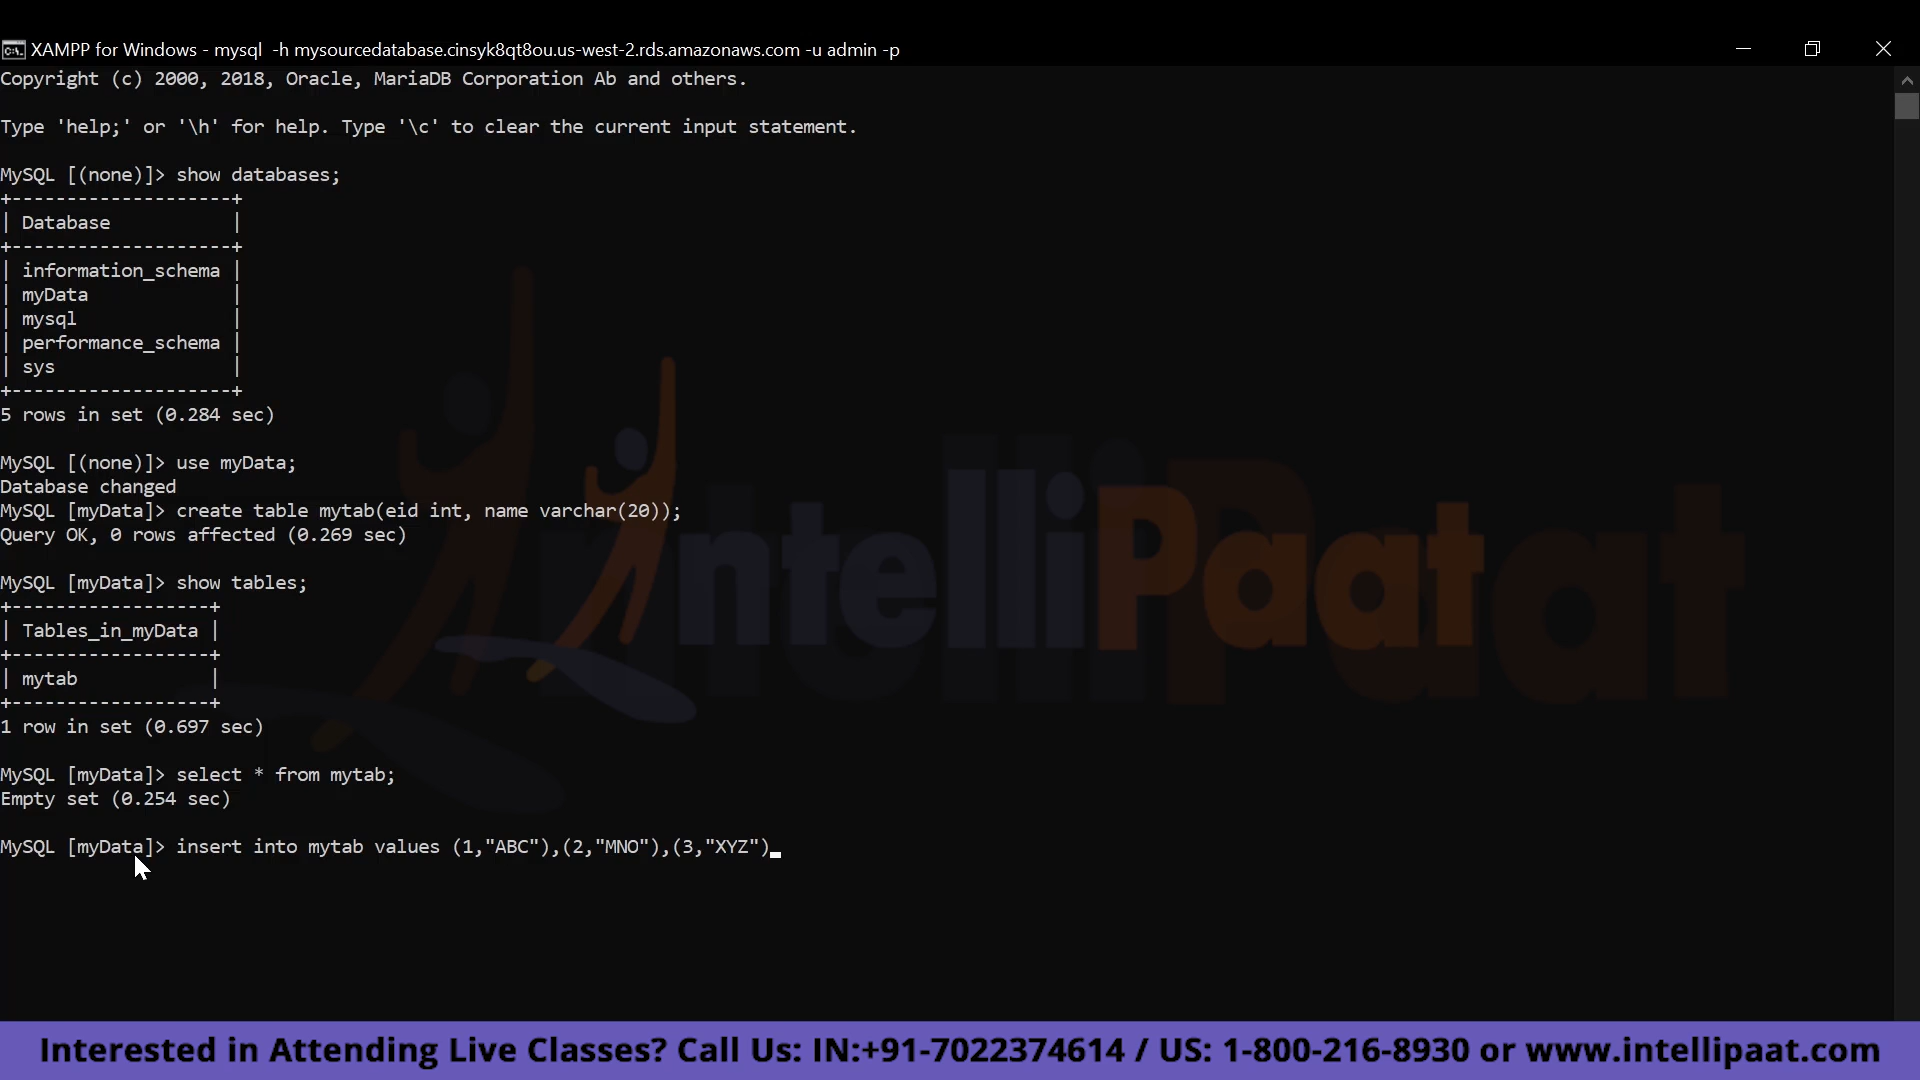 XAMPP for Windows - mysql -h mysourcedatabase.cinsyk8qt8ou.us-west-2.rds.amazonaws.com -u admin -p
Copyright (c) 2000, 2018, Oracle, MariaDB Corporation Ab and others.
Type 'help;' or '\h' for help. Type '\c' to clear the current input statement.
MySQL [(none)]> show databases;
+--------------------+
| Database           |
+--------------------+
| information_schema |
| myData             |
| mysql              |
| performance_schema |
| sys                |
+--------------------+
5 rows in set (0.284 sec)
MySQL [(none)]> use myData;
Database changed
MySQL [myData]> create table mytab(eid int, name varchar(20));
Query OK, 0 rows affected (0.269 sec)
MySQL [myData]> show tables;
+------------------+
| Tables_in_myData |
+------------------+
| mytab            |
+------------------+
1 row in set (0.697 sec)
MySQL [myData]> select * from mytab;
Empty set (0.254 sec)
MySQL [myData]> insert into mytab values (1,"ABC"),(2,"MNO"),(3,"XYZ")_
IntelliPaat
Interested in Attending Live Classes? Call Us: IN:+91-7022374614 / US: 1-800-216-8930 or www.intellipaat.com